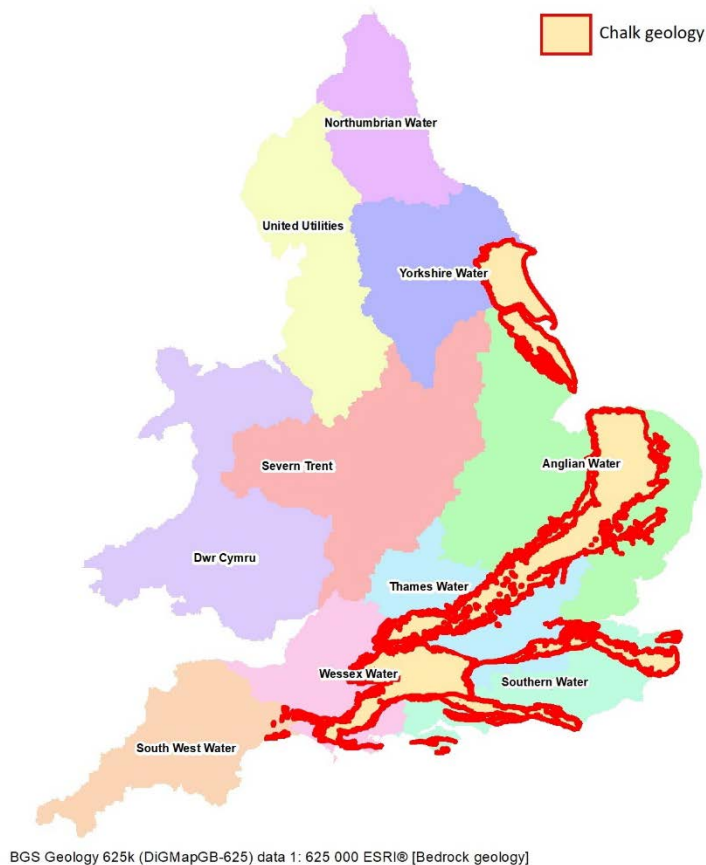 Chalk geology
Northumbrian Water
United Utilities
Yorkshire Water
Severn Trent
Anglian Water
Dwr Cymru
Thames Water
Wessex Water
Southern Water
South West Water
BGS Geology 625k (DiGMapGB-625) data 1: 625 000 ESRI® [Bedrock geology]